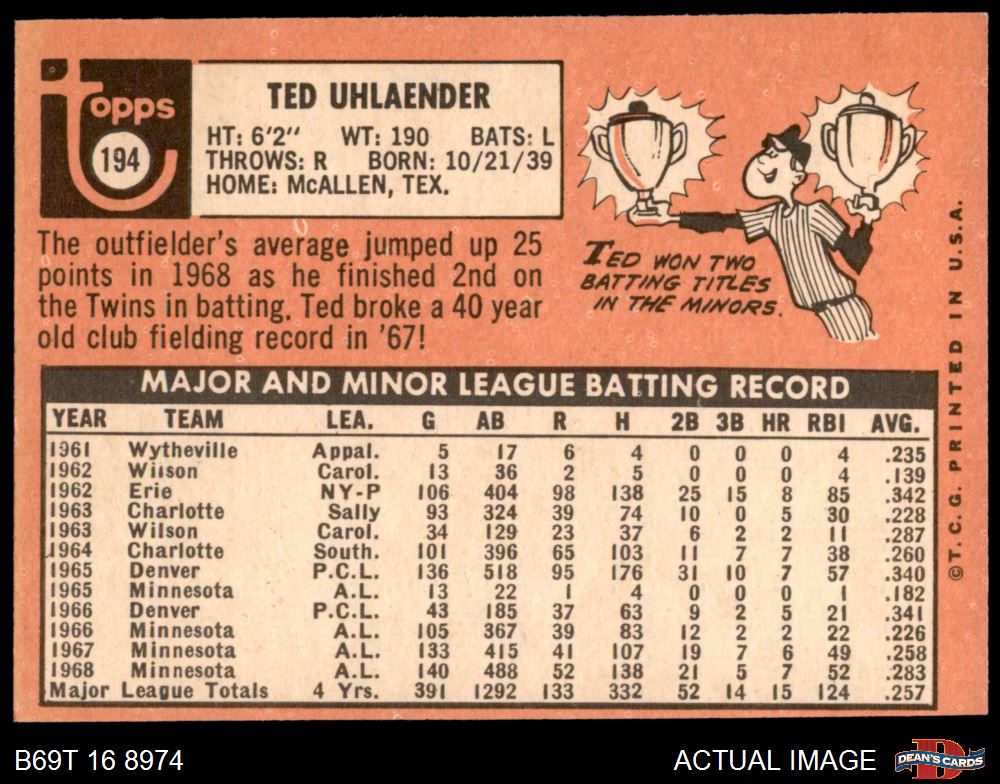 Topps
194
TED UHLAENDER
HT: 6'2" WT: 190 BATS: L
THROWS: R BORN: 10/21/39
HOME: McALLEN, TEX.
The outfielder's average jumped up 25
points in 1968 as he finished 2nd on
the Twins in batting. Ted broke a 40 year
old club fielding record in '67!
TED WON TWO
BATTING TITLES
IN THE MINORS.
MAJOR AND MINOR LEAGUE BATTING RECORD
YEAR TEAM LEA. G AB R H 2B 3B HR RBI AVG.
1961 Wytheville Appal. 5 17 6 4 0 0 0 4 .235
1962 Wilson Carol. 13 36 2 5 0 0 0 4 .139
1962 Erie NY-P 106 404 98 138 25 15 8 85 .342
1963 Charlotte Sally 93 324 39 74 10 0 5 30 .228
1963 Wilson Carol. 34 129 23 37 6 2 2 11 .287
1964 Charlotte South. 101 396 65 103 11 7 7 38 .260
1965 Denver P.C.L. 136 518 95 176 31 10 7 57 .340
1965 Minnesota A.L. 13 22 1 4 0 0 0 1 .182
1966 Denver P.C.L. 43 185 37 63 9 2 5 21 .341
1966 Minnesota A.L. 105 367 39 83 12 2 2 22 .226
1967 Minnesota A.L. 133 415 41 107 19 7 6 49 .258
1968 Minnesota A.L. 140 488 52 138 21 5 7 52 .283
Major League Totals 4 Yrs. 391 1292 133 332 52 14 15 124 .257
©T.C.G. PRINTED IN U.S.A.
B69T 16 8974
ACTUAL IMAGE
DEAN'S CARDS